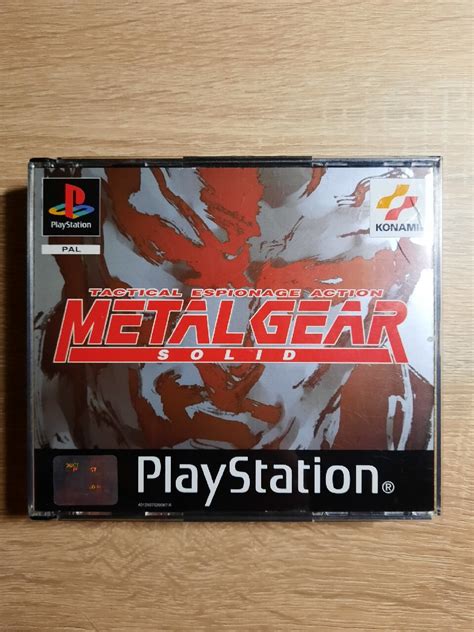 PlayStation
PAL
KONAMI
TACTICAL ESPIONAGE ACTION
METAL GEAR
SOLID
PlayStation®